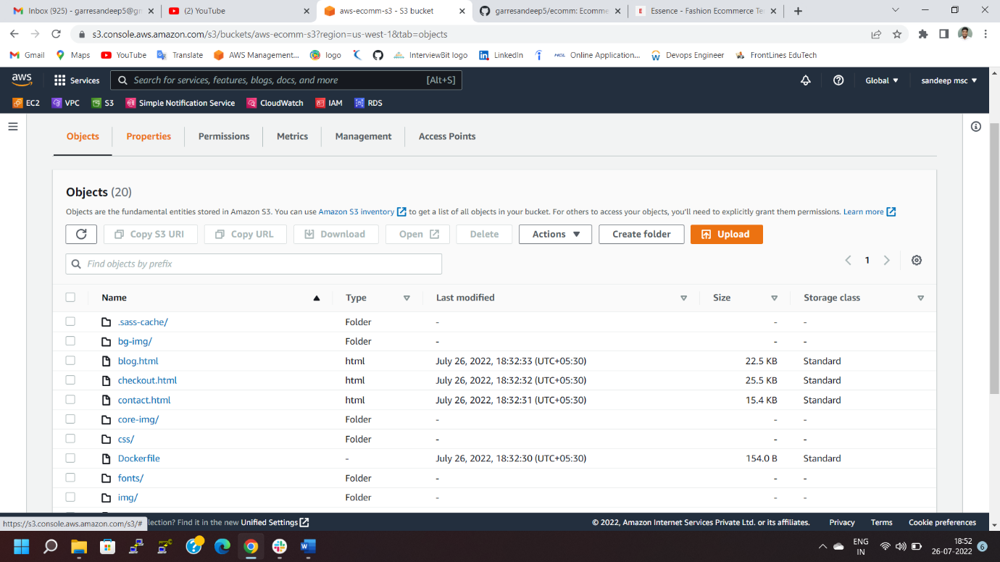 Inbox (925) - garresandeep5@gm
(2) YouTube
aws-ecomm-s3 - S3 bucket
garresandeep5/ecomm: Ecomme
Essence - Fashion Ecommerce Te
s3.console.aws.amazon.com/s3/buckets/aws-ecomm-s3?region=us-west-1&tab=objects
Gmail
Maps
YouTube
Translate
AWS Management...
logo
InterviewBit logo
LinkedIn
Online Application...
Devops Engineer
FrontLines EduTech
aws
Services
Search for services, features, blogs, docs, and more
[Alt+S]
Global
sandeep msc
EC2
VPC
S3
Simple Notification Service
CloudWatch
IAM
RDS
Objects
Properties
Permissions
Metrics
Management
Access Points
Objects (20)
Objects are the fundamental entities stored in Amazon S3. You can use Amazon S3 inventory to get a list of all objects in your bucket. For others to access your objects, you'll need to explicitly grant them permissions. Learn more
Copy S3 URI
Copy URL
Download
Open
Delete
Actions
Create folder
Upload
Find objects by prefix
1
Name Type Last modified Size Storage class
.sass-cache/ Folder - - -
bg-img/ Folder - - -
blog.html html July 26, 2022, 18:32:33 (UTC+05:30) 22.5 KB Standard
checkout.html html July 26, 2022, 18:32:32 (UTC+05:30) 25.5 KB Standard
contact.html html July 26, 2022, 18:32:31 (UTC+05:30) 15.4 KB Standard
core-img/ Folder - - -
css/ Folder - - -
Dockerfile - July 26, 2022, 18:32:30 (UTC+05:30) 154.0 B Standard
fonts/ Folder - - -
img/ Folder - - -
https://s3.console.aws.amazon.com/s3/#
lection? Find it in the new Unified Settings
© 2022, Amazon Internet Services Private Ltd. or its affiliates.
Privacy
Terms
Cookie preferences
ENG
IN
18:52
26-07-2022
6